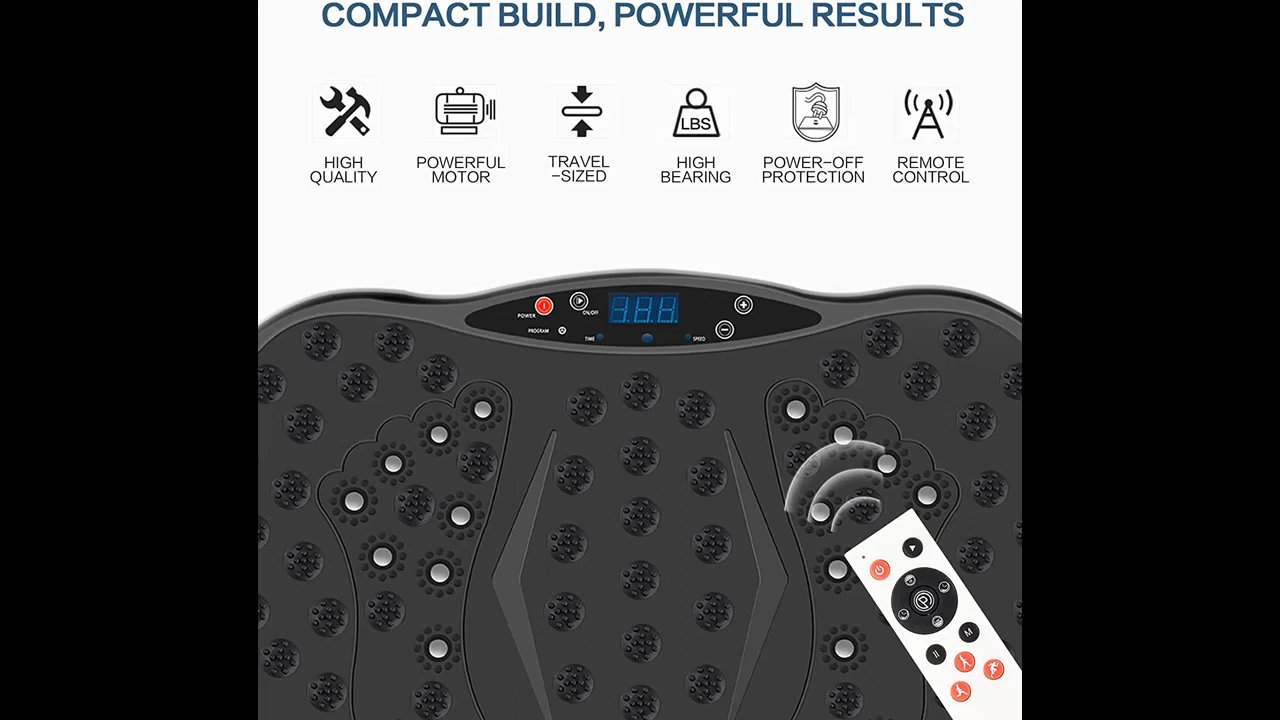 COMPACT BUILD, POWERFUL RESULTS
LBS
HIGH
QUALITY
POWERFUL
MOTOR
TRAVEL
-SIZED
HIGH
BEARING
POWER-OFF
PROTECTION
REMOTE
CONTROL
POWER
ON/OFF
PROGRAM
TIME
SPEED
P
M